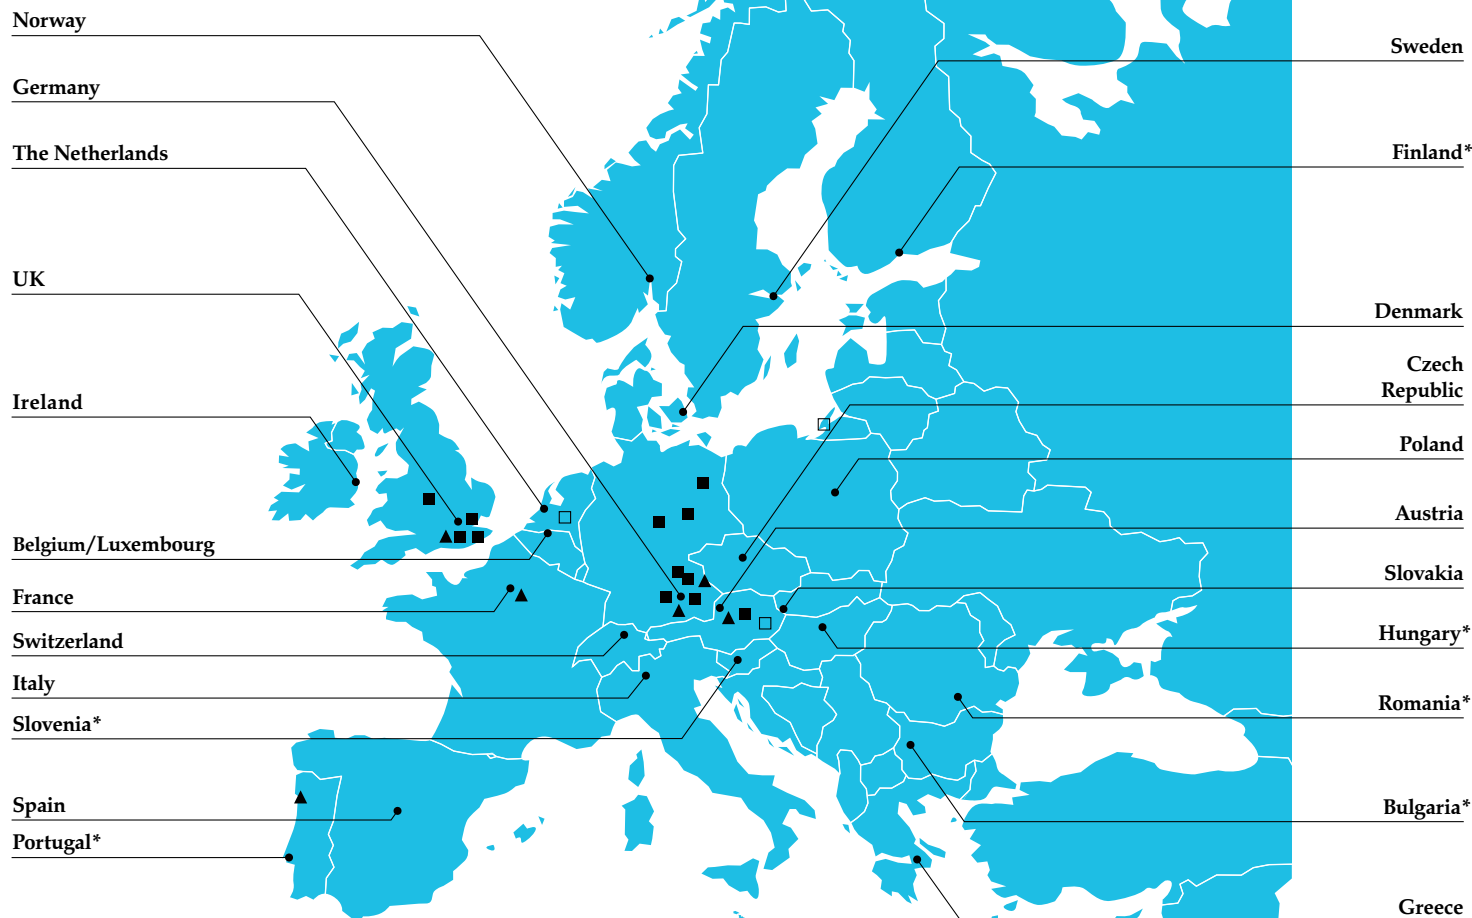 Norway
Germany
The Netherlands
UK
Ireland
Belgium/Luxembourg
France
Switzerland
Italy
Slovenia*
Spain
Portugal*
Sweden
Finland*
Denmark
Czech
Republic
Poland
Austria
Slovakia
Hungary*
Romania*
Bulgaria*
Greece